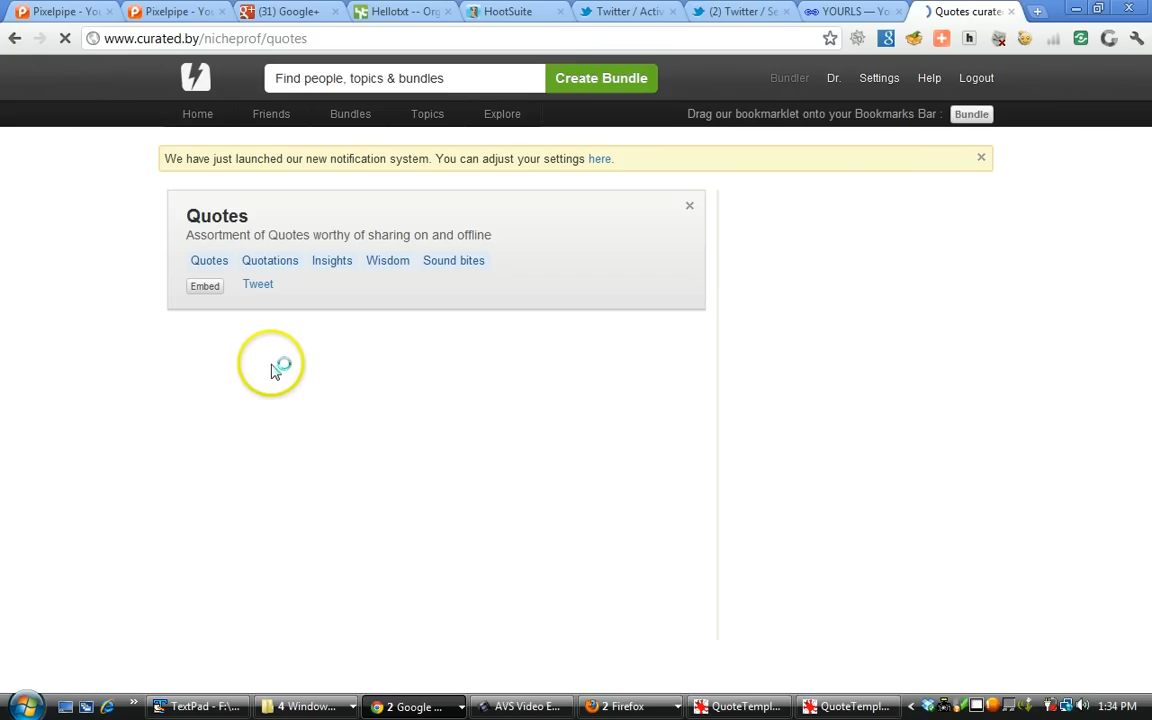 Pixelpipe - You
Pixelpipe - You
(31) Google+
Hellotxt -- Org
HootSuite
Twitter / Activ
(2) Twitter / Se
YOURLS — Yo
Quotes curate
www.curated.by/nicheprof/quotes
Find people, topics & bundles
Create Bundle
Bundler
Dr.
Settings
Help
Logout
Home
Friends
Bundles
Topics
Explore
Drag our bookmarklet onto your Bookmarks Bar :
Bundle
We have just launched our new notification system. You can adjust your settings here.
Quotes
Assortment of Quotes worthy of sharing on and offline
Quotes Quotations Insights Wisdom Sound bites
Embed Tweet
TextPad - F:\...
4 Window...
2 Google ...
AVS Video E...
2 Firefox
QuoteTempl...
QuoteTempl...
1:34 PM